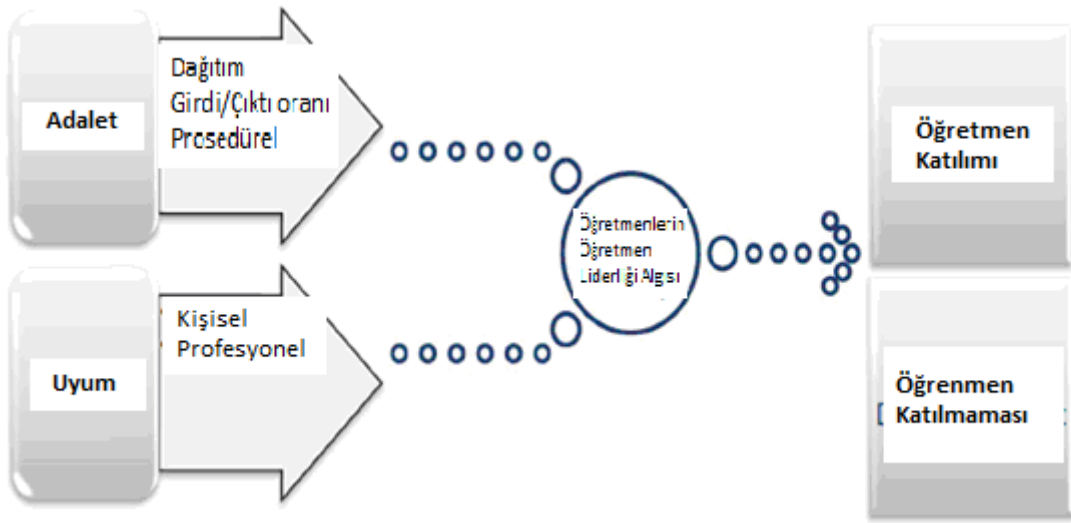 Adalet
Dağıtım
Girdi/Çıktı oranı
Prosedürel
Öğretmenlerin
Öğretmen
Liderliği Algısı
Öğretmen
Katılımı
Uyum
Kişisel
Profesyonel
Öğrenmen
Katılmaması